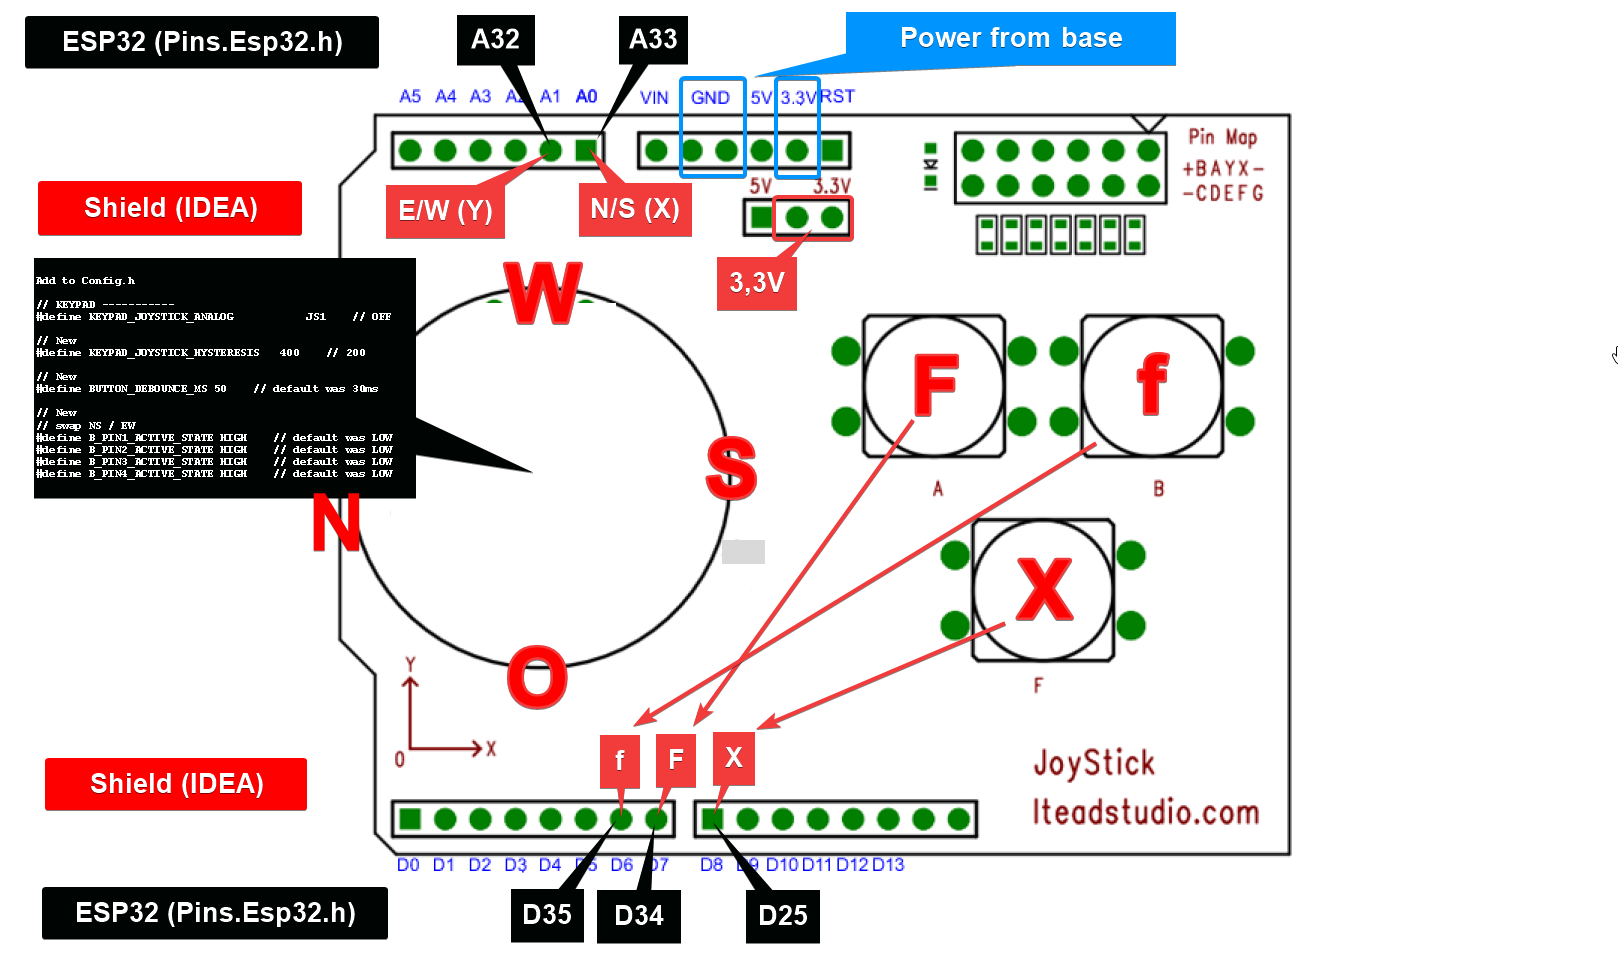 ESP32 (Pins.Esp32.h)
A32
A33
Power from base
A5 A4 A3 A2 A1 A0
VIN GND 5V 3.3V RST
Pin Map
+BAYX-
-CDEFG
5V 3.3V
Shield (IDEA)
E/W (Y)
N/S (X)
3,3V
Add to Config.h
// KEYPAD -----------
#define KEYPAD_JOYSTICK_ANALOG JS1 // OFF
// New
#define KEYPAD_JOYSTICK_HYSTERESIS 400 // 200
// New
#define BUTTON_DEBOUNCE_MS 50 // default was 30ms
// New
// swap NS / EW
#define B_PIN1_ACTIVE_STATE HIGH // default was LOW
#define B_PIN2_ACTIVE_STATE HIGH // default was LOW
#define B_PIN3_ACTIVE_STATE HIGH // default was LOW
#define B_PIN4_ACTIVE_STATE HIGH // default was LOW
W
S
N
O
F
f
A
B
X
F
Y
0
X
f
F
X
JoyStick
Iteadstudio.com
Shield (IDEA)
D0 D1 D2 D3 D4 D5 D6 D7 D8 D9 D10 D11 D12 D13
ESP32 (Pins.Esp32.h)
D35
D34
D25